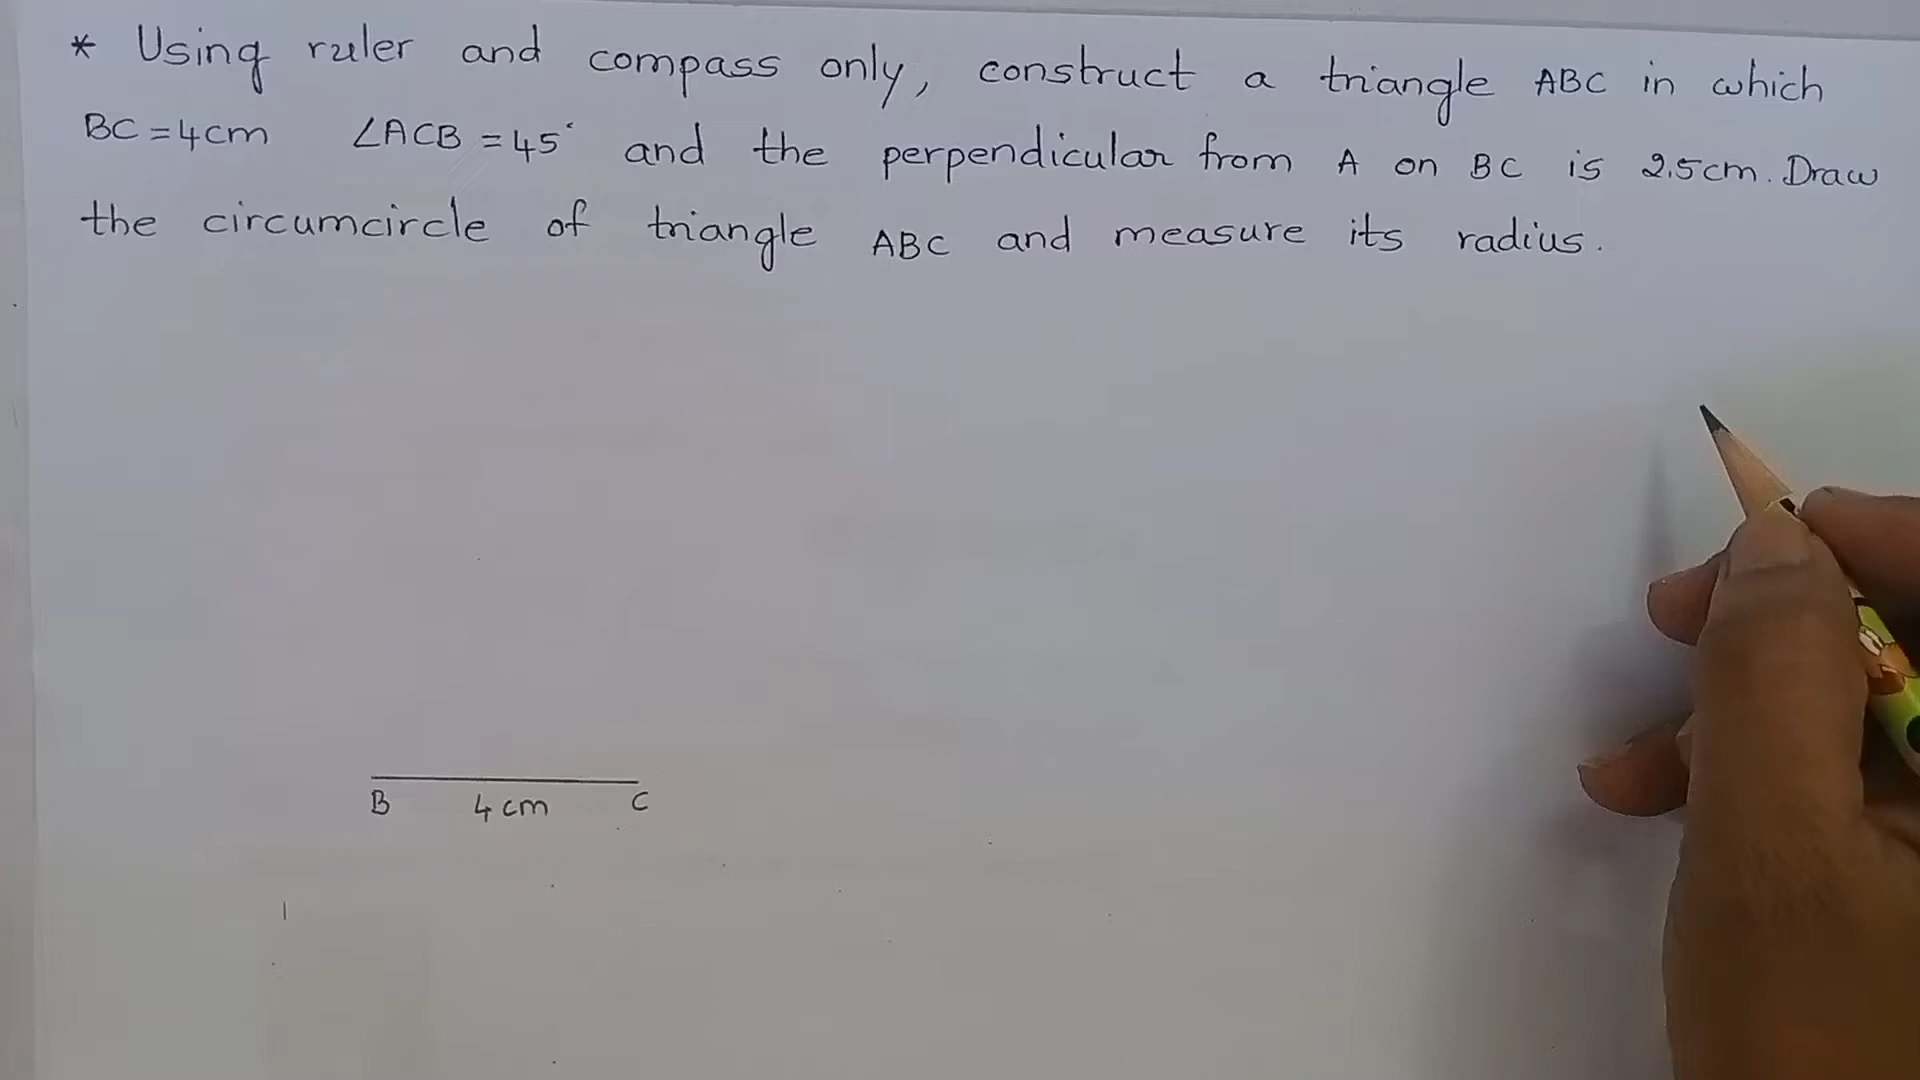 * Using ruler and compass only, construct a triangle ABC in which
BC = 4cm ∠ACB = 45° and the perpendicular from A on BC is 2.5cm. Draw
the circumcircle of triangle ABC and measure its radius.
B 4 cm C